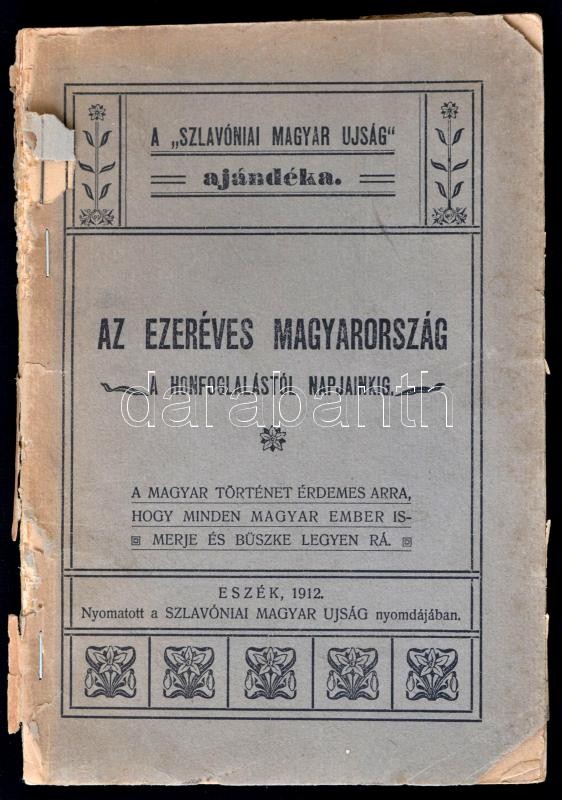 A „SZLAVÓNIAI MAGYAR UJSÁG“
ajándéka.
AZ EZERÉVES MAGYARORSZÁG
A HONFOGLALÁSTÓL NAPJAINKIG.
darabanth
A MAGYAR TÖRTÉNET ÉRDEMES ARRA,
HOGY MINDEN MAGYAR EMBER IS-
MERJE ÉS BÜSZKE LEGYEN RÁ.
ESZÉK, 1912.
Nyomatott a SZLAVÓNIAI MAGYAR UJSÁG nyomdájában.